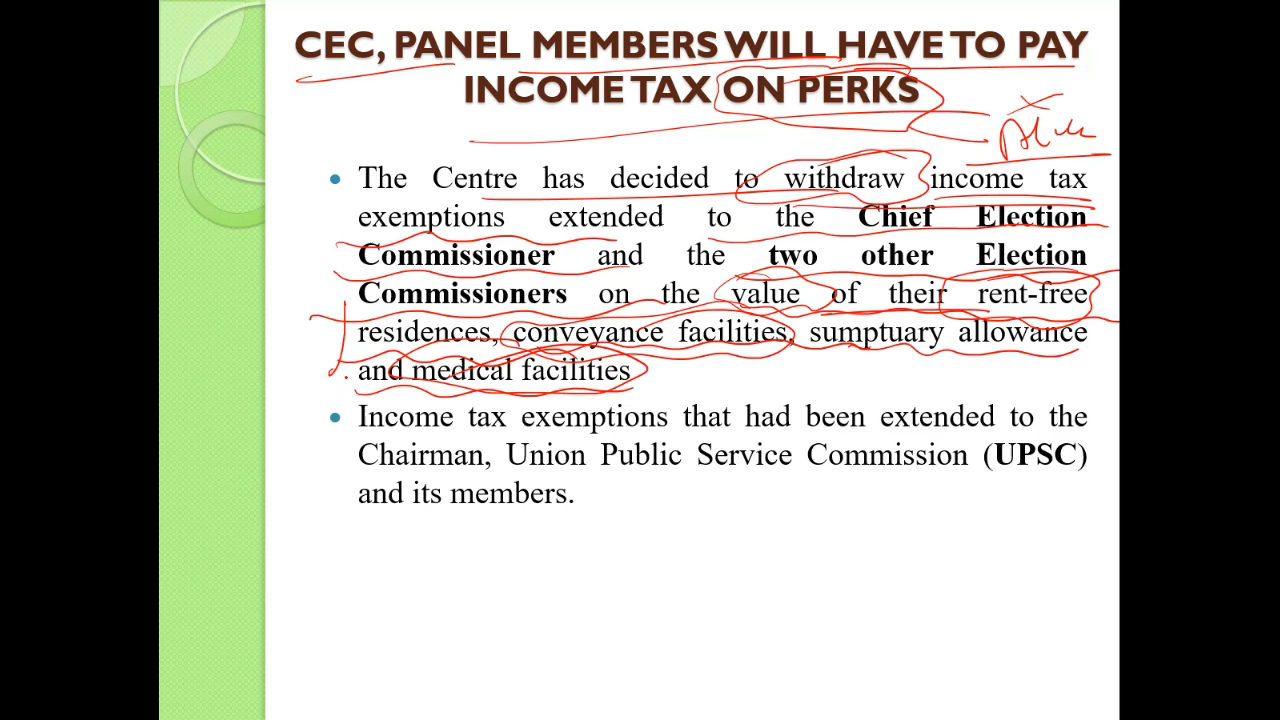 CEC, PANEL MEMBERS WILL HAVE TO PAY
INCOME TAX ON PERKS
The Centre has decided to withdraw income tax
exemptions extended to the Chief Election
Commissioner and the two other Election
Commissioners on the value of their rent-free
residences, conveyance facilities, sumptuary allowance
and medical facilities
Income tax exemptions that had been extended to the
Chairman, Union Public Service Commission (UPSC)
and its members.